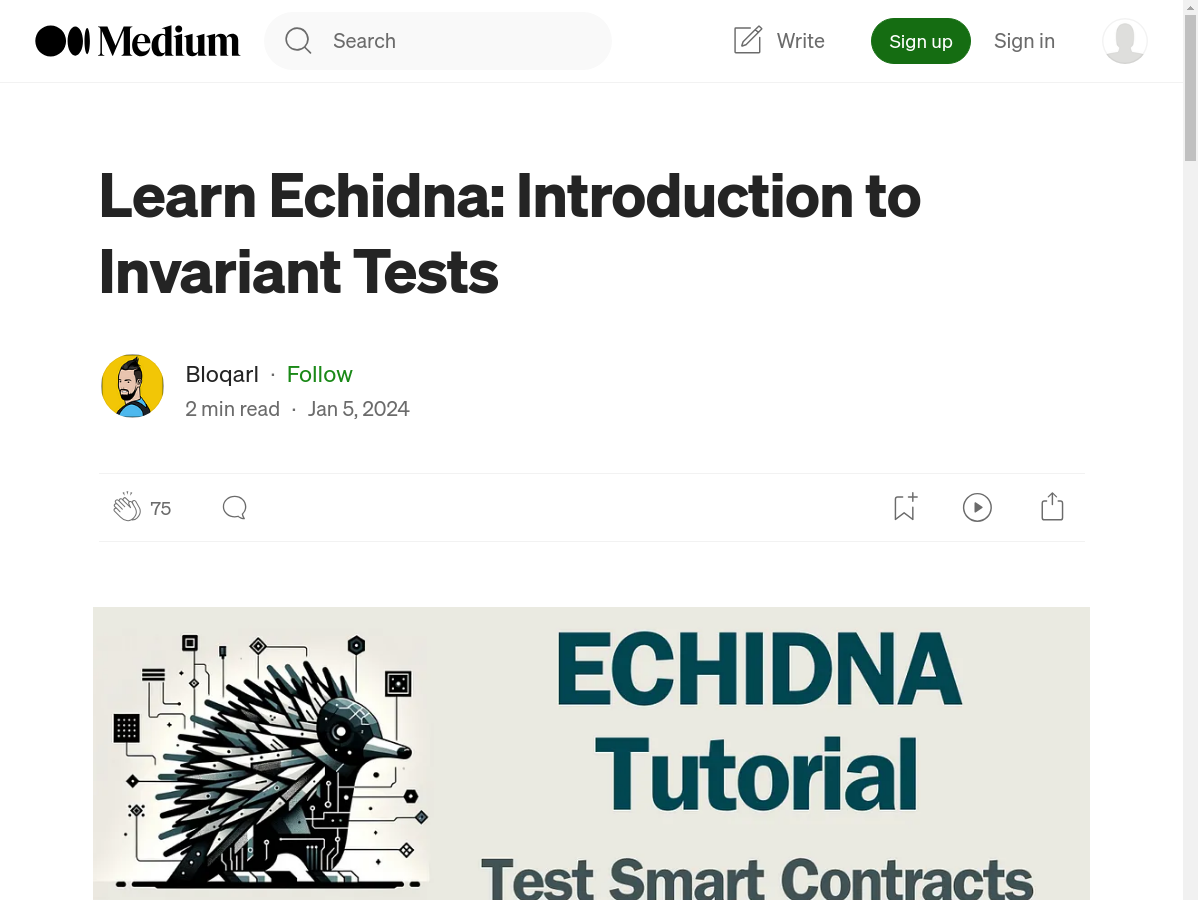 Medium
Search
Write
Sign up
Sign in
Learn Echidna: Introduction to
Invariant Tests
Bloqarl · Follow
2 min read · Jan 5, 2024
75
ECHIDNA
Tutorial
Test Smart Contracts